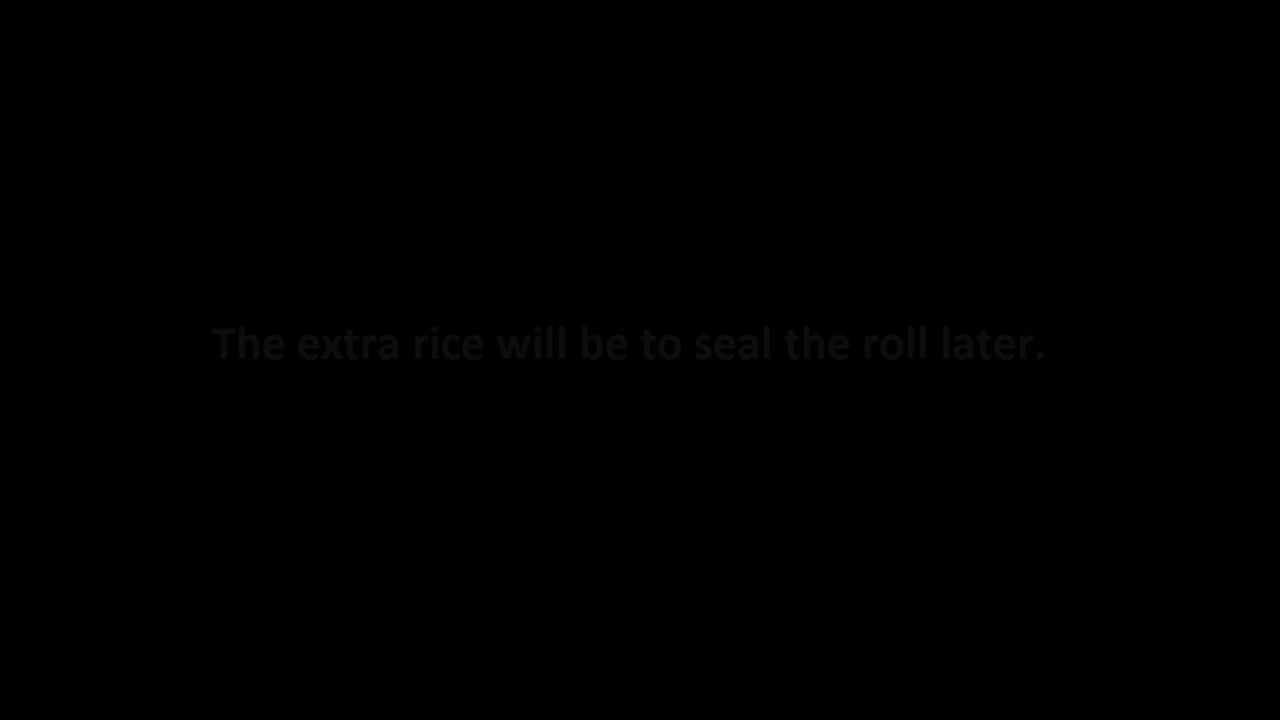 The extra rice will be to seal the roll later.